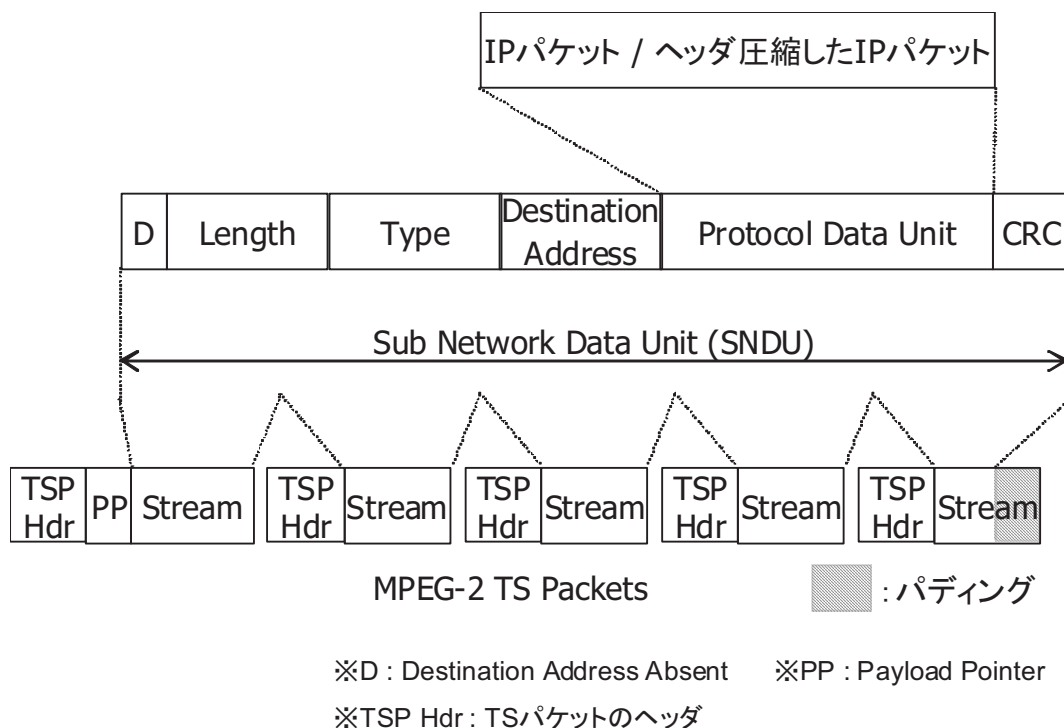 IPパケット / ヘッダ圧縮したIPパケット
D Length Type Destination Address Protocol Data Unit CRC
Sub Network Data Unit (SNDU)
TSP Hdr PP Stream TSP Hdr Stream TSP Hdr Stream TSP Hdr Stream TSP Hdr Stream
MPEG-2 TS Packets : パディング
※D : Destination Address Absent ※PP : Payload Pointer
※TSP Hdr : TSパケットのヘッダ